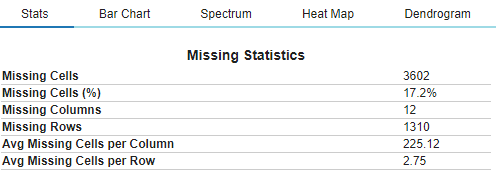 Stats Bar Chart Spectrum Heat Map Dendrogram
Missing Statistics
Missing Cells 3602
Missing Cells (%) 17.2%
Missing Columns 12
Missing Rows 1310
Avg Missing Cells per Column 225.12
Avg Missing Cells per Row 2.75